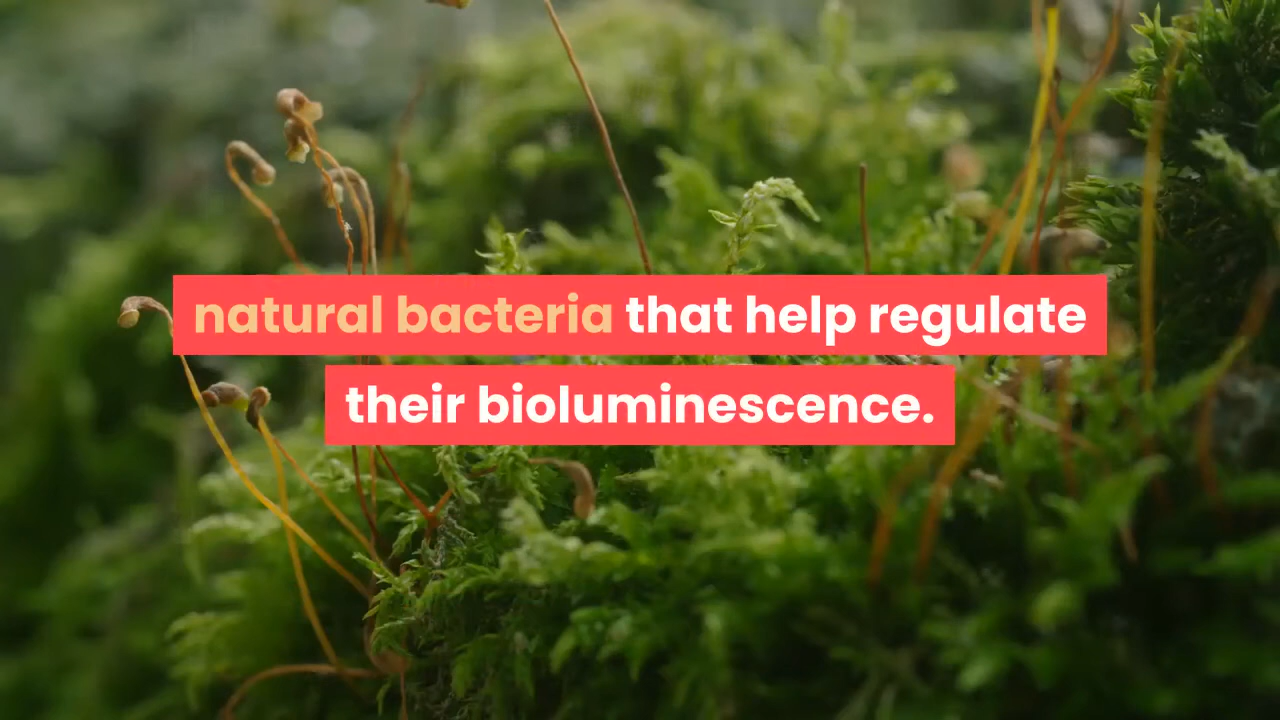 natural bacteria that help regulate
their bioluminescence.